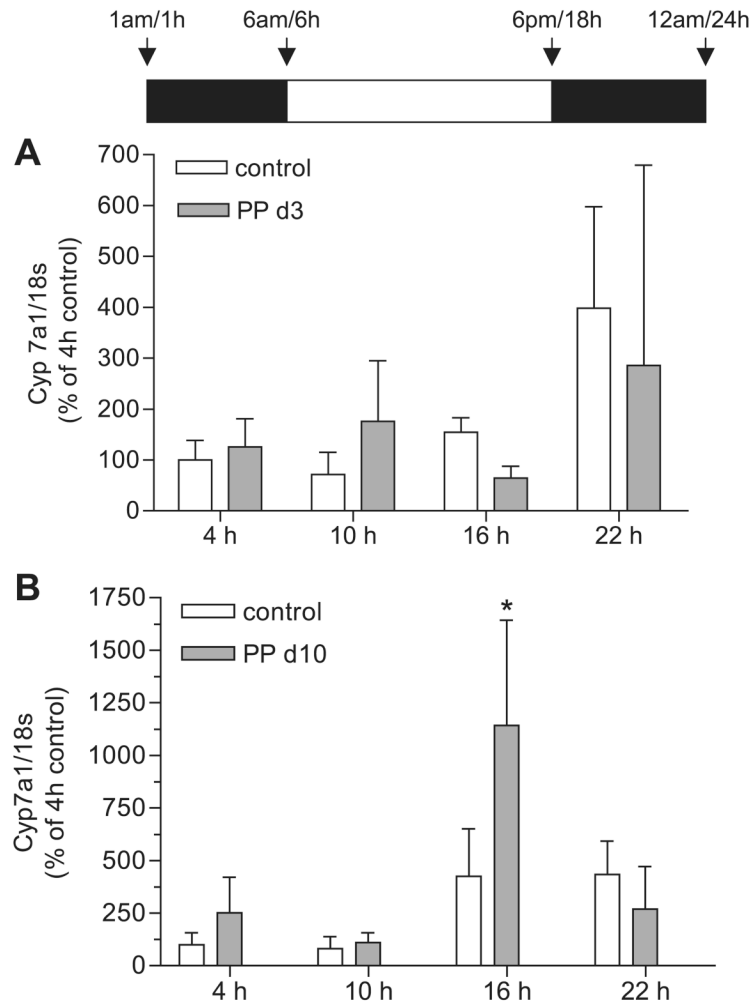 1am/1h 6am/6h 6pm/18h 12am/24h
A
700
600
500
400
300
200
100
0
Cyp 7a1/18s
(% of 4h control)
control
PP d3
4 h 10 h 16 h 22 h
B
1750
1500
1250
1000
750
500
250
0
Cyp7a1/18s
(% of 4h control)
control
PP d10
*
4 h 10 h 16 h 22 h